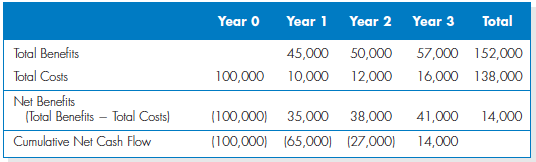 Year 0 Year 1 Year 2 Year 3 Total
Total Benefits 45,000 50,000 57,000 152,000
Total Costs 100,000 10,000 12,000 16,000 138,000
Net Benefits
(Total Benefits – Total Costs) (100,000) 35,000 38,000 41,000 14,000
Cumulative Net Cash Flow (100,000) (65,000) (27,000) 14,000